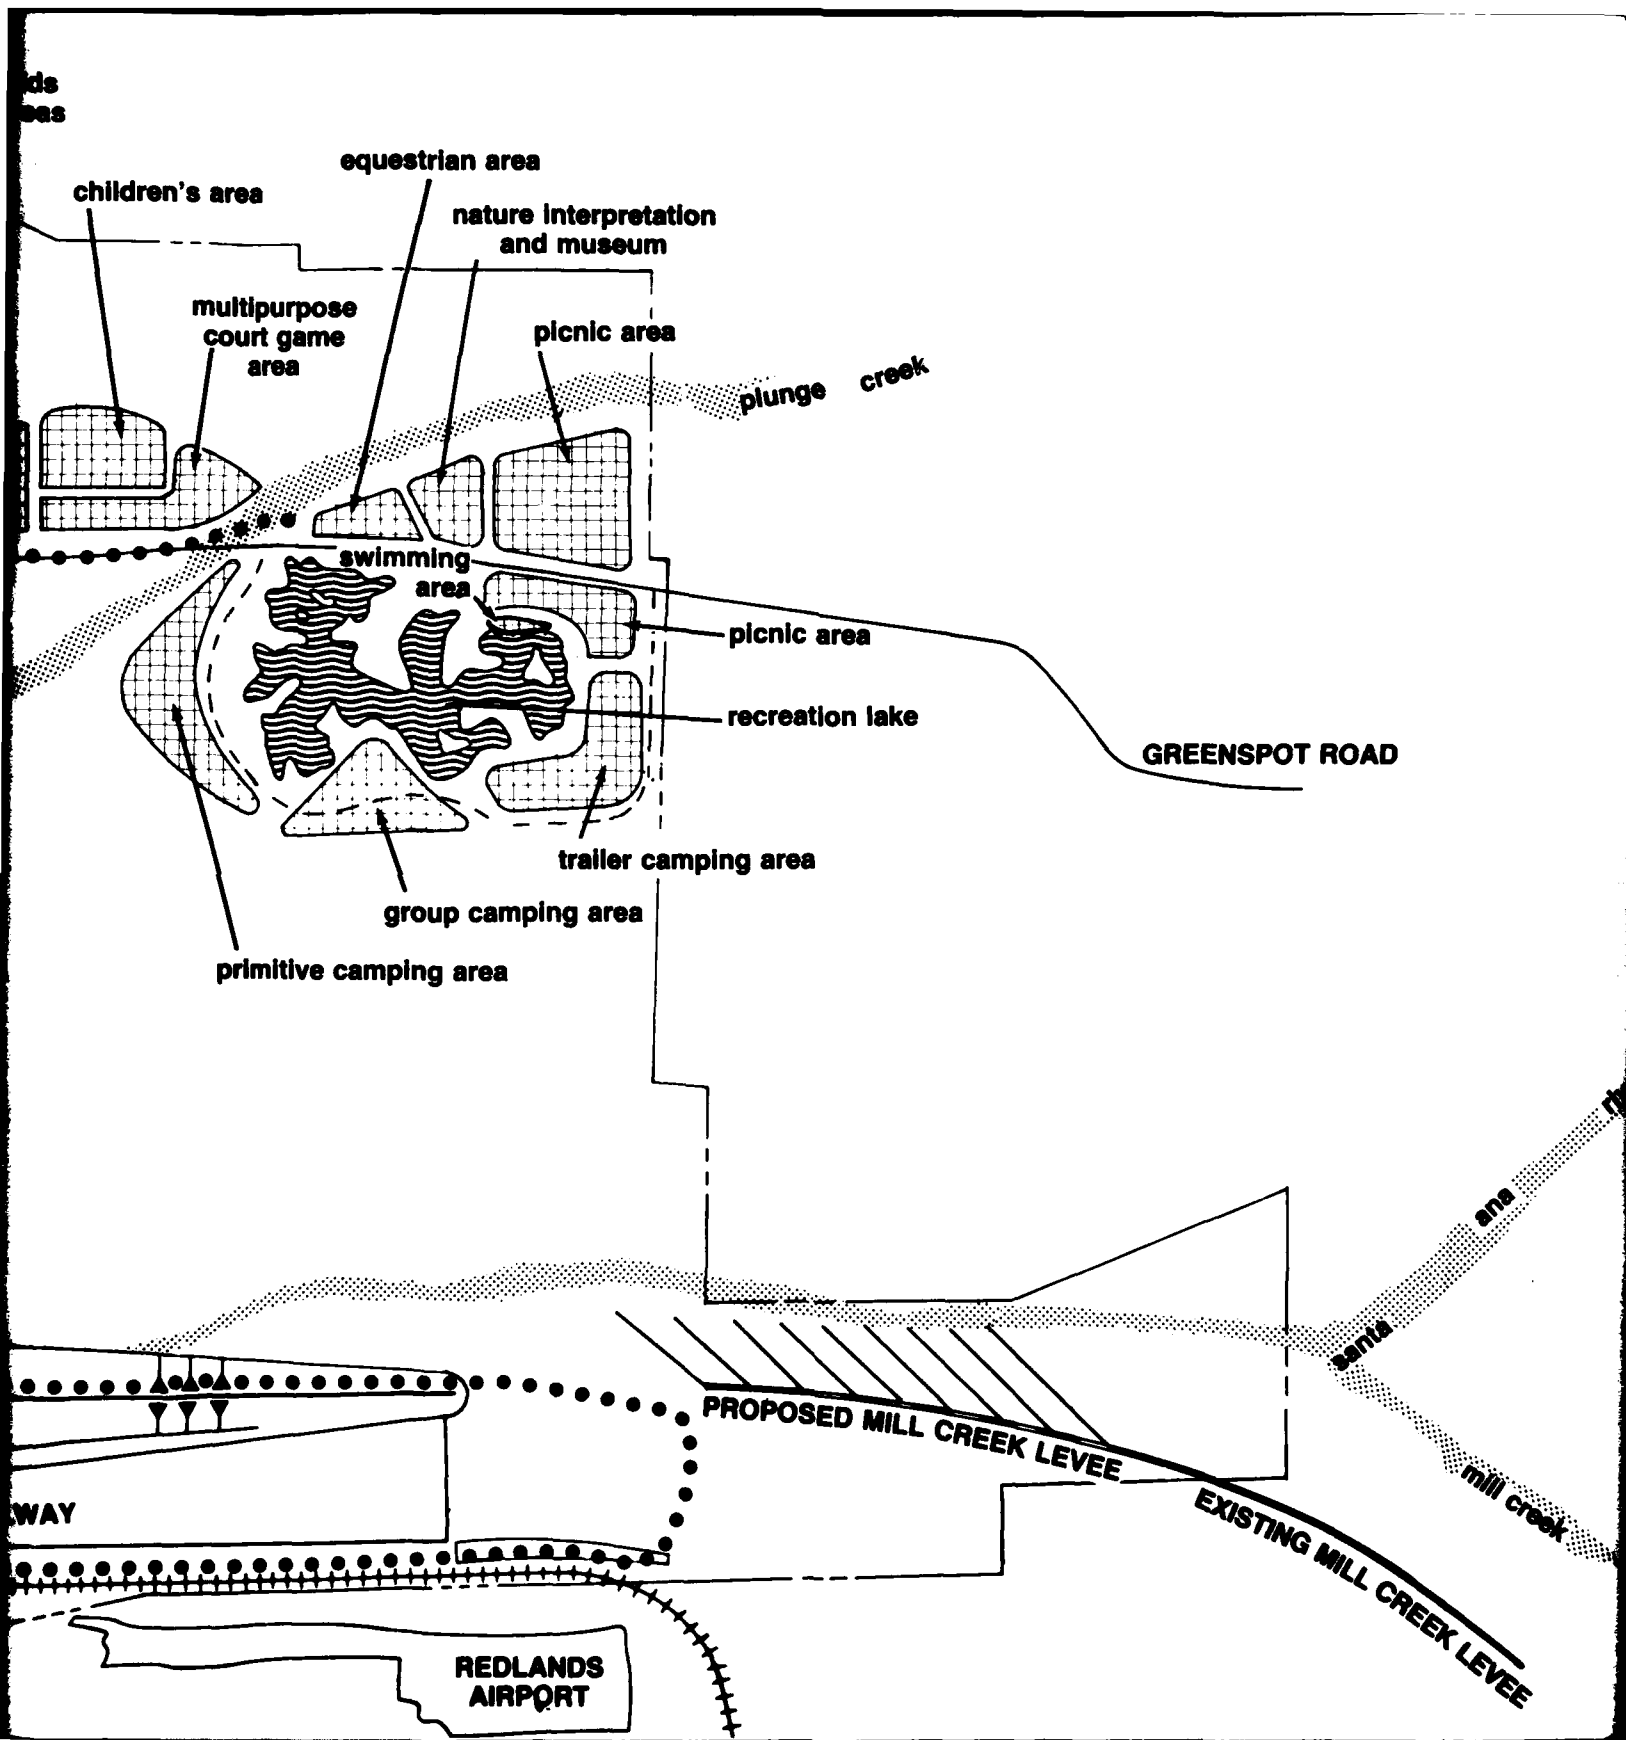 equestrian area
children's area
nature interpretation
and museum
multipurpose
court game
area
picnic area
plunge creek
swimming
area
picnic area
recreation lake
GREENSPOT ROAD
trailer camping area
group camping area
primitive camping area
ana
santa
PROPOSED MILL CREEK LEVEE
mill creek
EXISTING MILL CREEK LEVEE
WAY
REDLANDS
AIRPORT